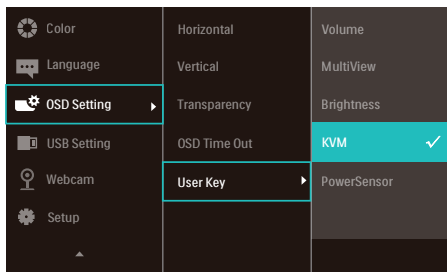 Color
Language
OSD Setting
USB Setting
Webcam
Setup
Horizontal
Vertical
Transparency
OSD Time Out
User Key
Volume
MultiView
Brightness
KVM
PowerSensor